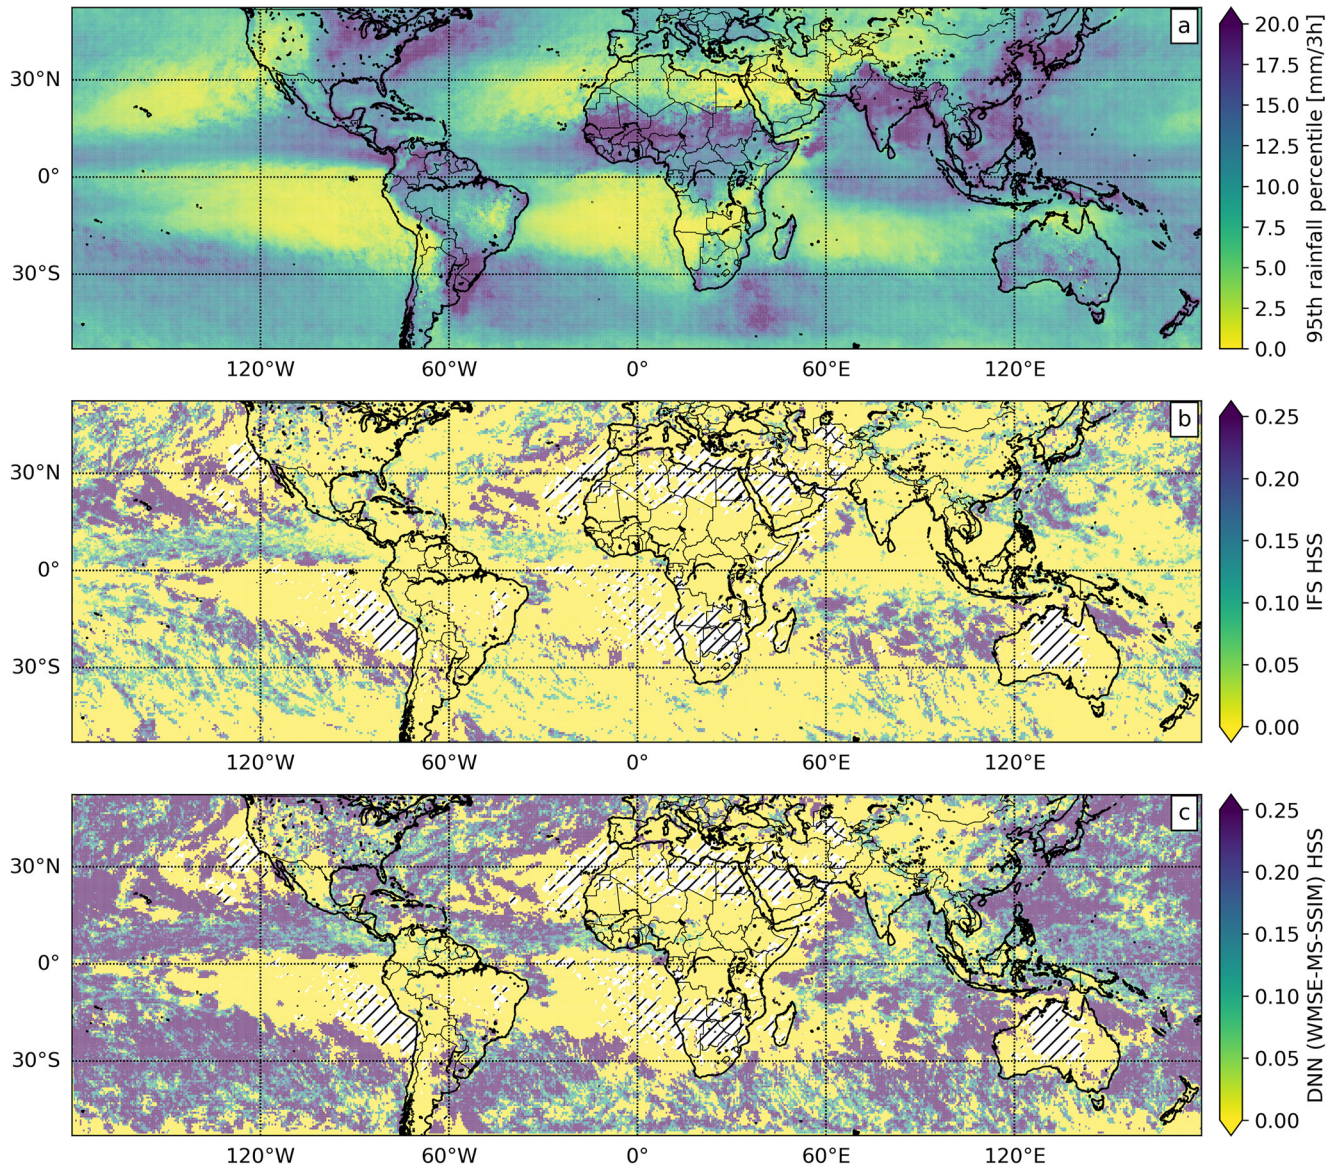 a
30°N
0°
30°S
120°W 60°W 0° 60°E 120°E
20.0
17.5
15.0
12.5
10.0
7.5
5.0
2.5
0.0
95th rainfall percentile [mm/3h]
b
30°N
0°
30°S
120°W 60°W 0° 60°E 120°E
0.25
0.20
0.15
0.10
0.05
0.00
IFS HSS
c
30°N
0°
30°S
120°W 60°W 0° 60°E 120°E
0.25
0.20
0.15
0.10
0.05
0.00
DNN (WMSE-MS-SSIM) HSS